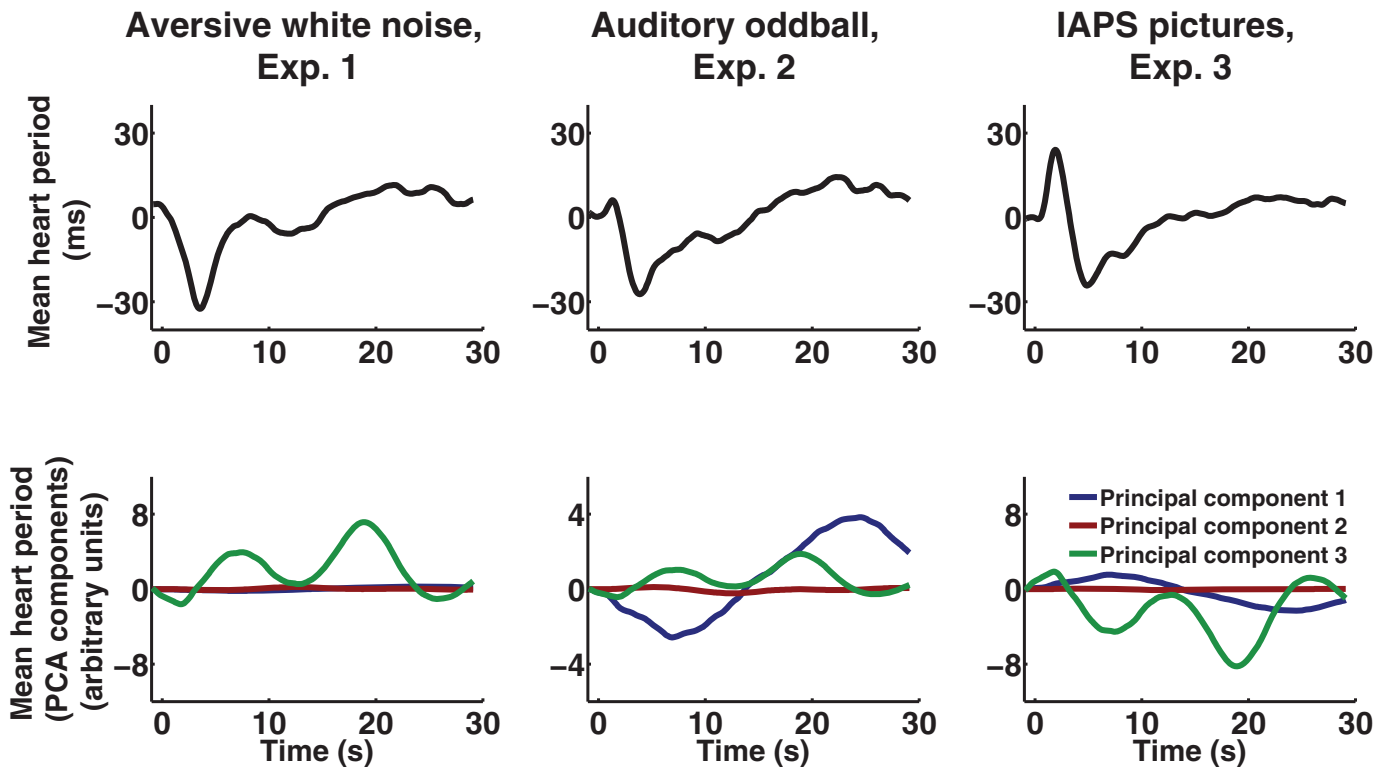 Aversive white noise,
Exp. 1
Auditory oddball,
Exp. 2
IAPS pictures,
Exp. 3
Mean heart period
(ms)
30
0
−30
0 10 20 30
30
0
−30
0 10 20 30
30
0
−30
0 10 20 30
Mean heart period
(PCA components)
(arbitrary units)
8
0
−8
0 10 20 30
Time (s)
4
0
−4
0 10 20 30
Time (s)
8
0
−8
Principal component 1
Principal component 2
Principal component 3
0 10 20 30
Time (s)